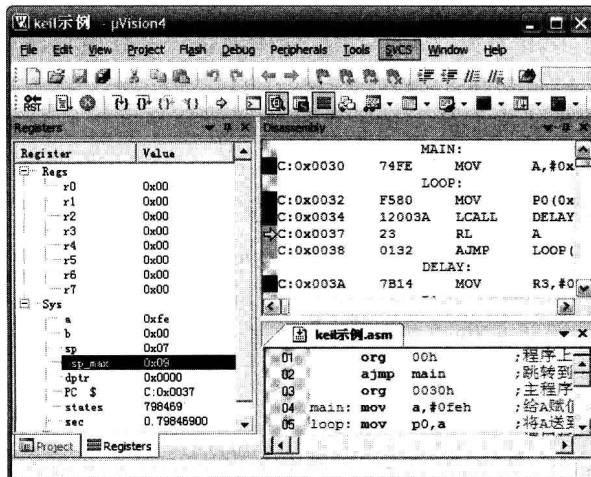 keil示例 - μVision4
File Edit View Project Flash Debug Peripherals Tools SVCS Window Help
RST
Registers
Register Value
Regs
r0 0x00
r1 0x00
r2 0x00
r3 0x00
r4 0x00
r5 0x00
r6 0x00
r7 0x00
Sys
a 0xfe
b 0x00
sp 0x07
sp_max 0x09
dptr 0x0000
PC $ C:0x0037
states 798469
sec 0.79846900
Project Registers
Disassembly
MAIN:
C:0x0030 74FE MOV A,#0x
LOOP:
C:0x0032 F580 MOV P0(0x
C:0x0034 12003A LCALL DELAY
C:0x0037 23 RL A
C:0x0038 0132 AJMP LOOP(
DELAY:
C:0x003A 7B14 MOV R3,#0
keil示例.asm
01 org 00h ;程序上
02 ajmp main ;跳转到
03 org 0030h ;主程序
04 main: mov a,#0feh ;给A赋值
05 loop: mov p0,a ;将A送到